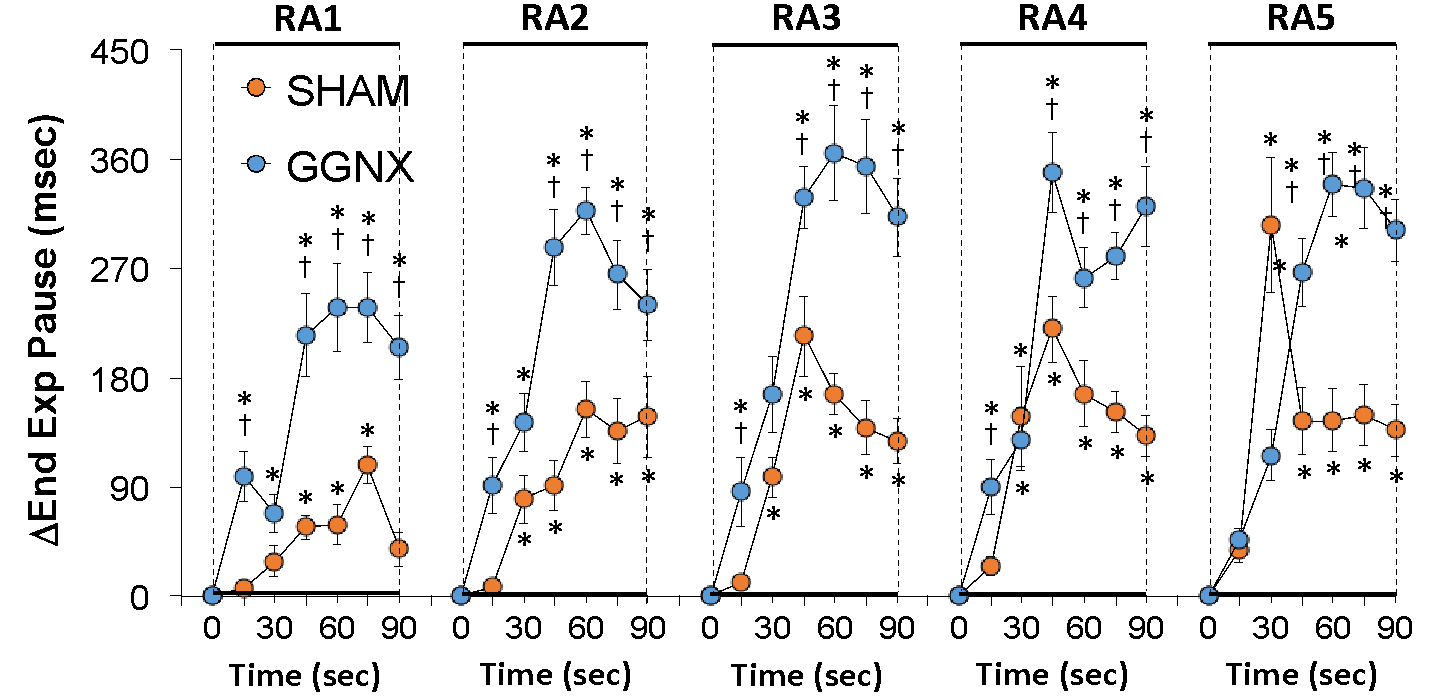 RA1 RA2 RA3 RA4 RA5
ΔEnd Exp Pause (msec)
450
360
270
180
90
0
SHAM
GGNX
0 30 60 90 0 30 60 90 0 30 60 90 0 30 60 90 0 30 60 90
Time (sec) Time (sec) Time (sec) Time (sec) Time (sec)